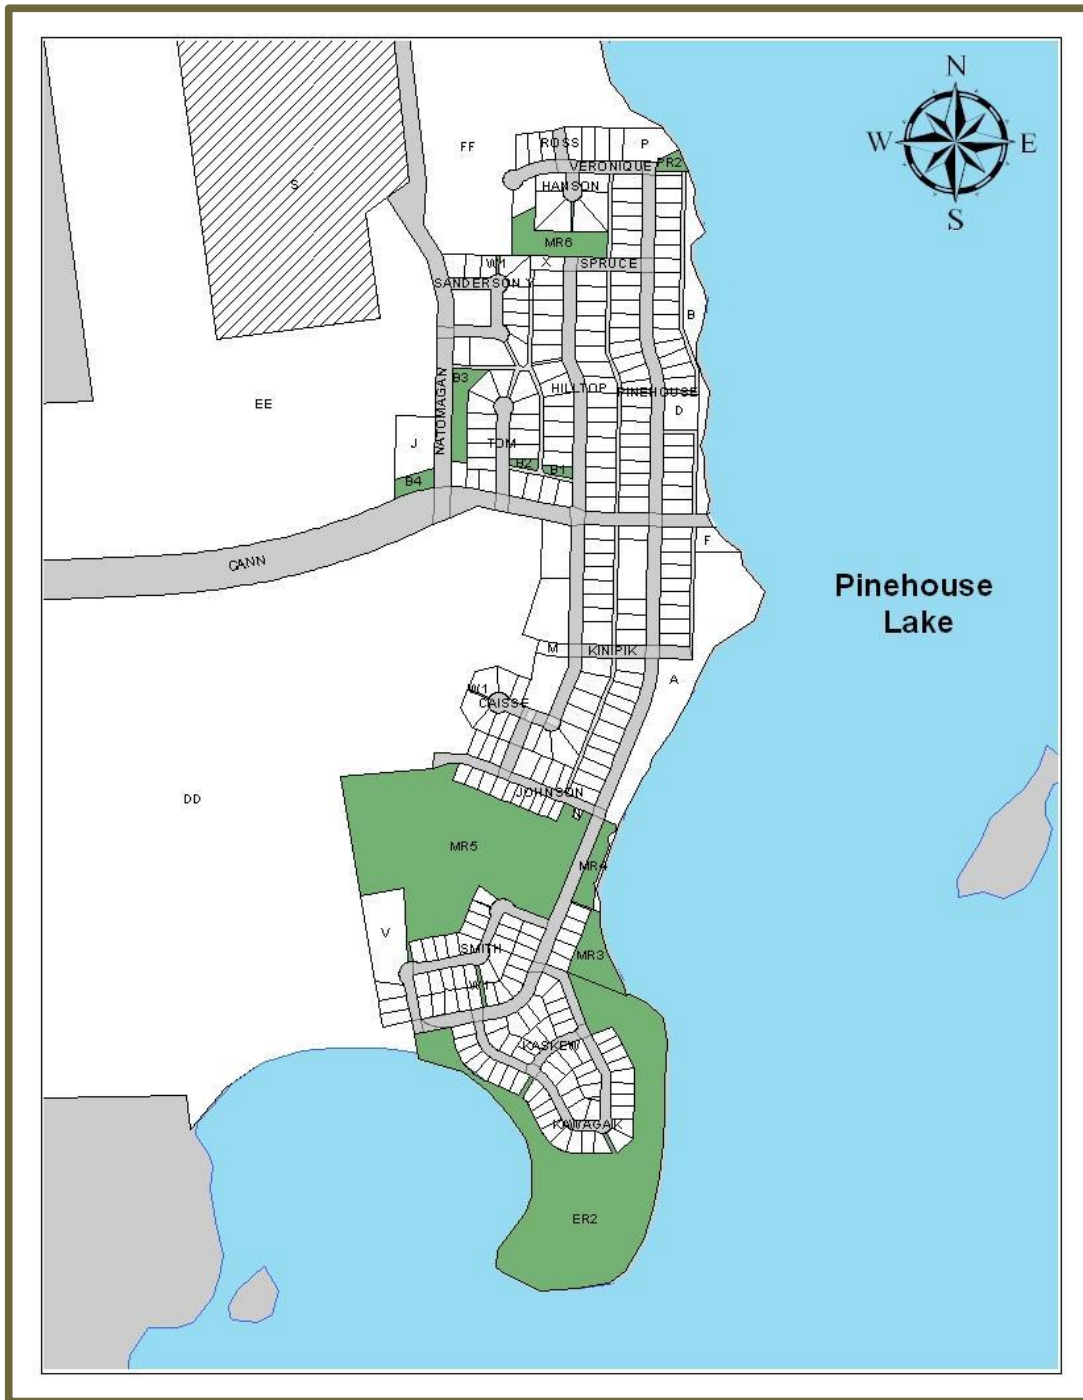 N
W
E
S
ROSS
P
FF
VERONIQUE
PR2
S
HANSON
MR6
W1
X
SPRUCE
SANDERSON
Y
B
B3
NATOMAGAN
HILLTOP
PINEHOUSE
EE
D
J
TOM
B2
B1
B4
F
CANN
Pinehouse
Lake
M
KINIPIK
A
W1
CAISSE
DD
JOHNSON
N
MR5
MR4
V
SMITH
MR3
W1
KASKEW
KAWAGAK
ER2